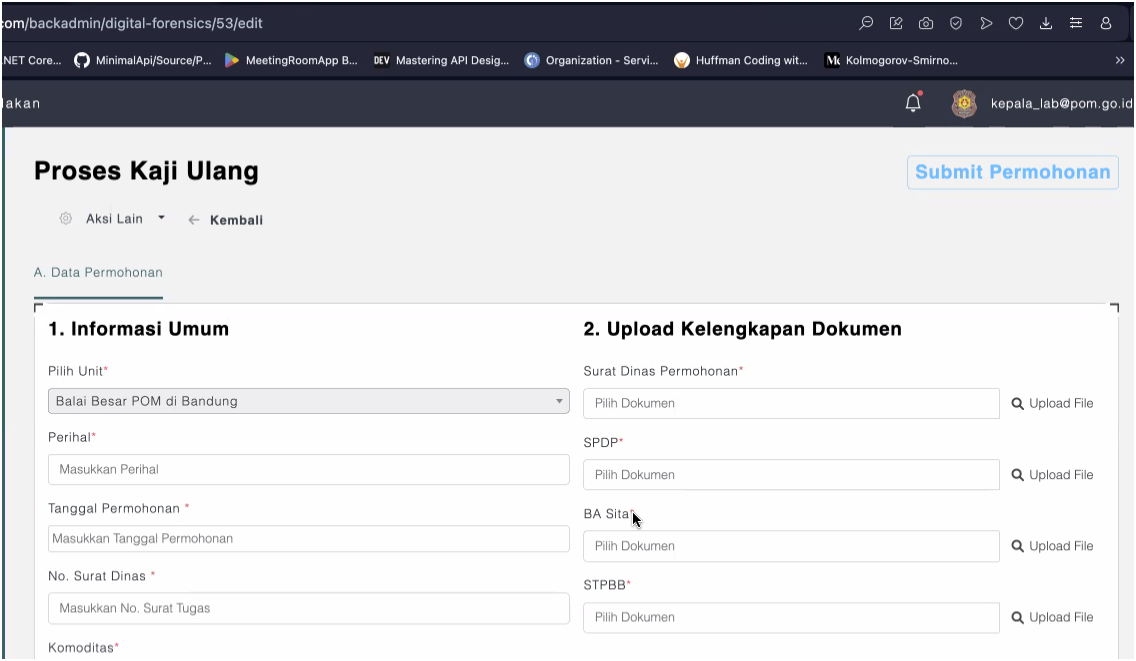 com/backadmin/digital-forensics/53/edit
.NET Core... MinimalApi/Source/P... MeetingRoomApp B... DEV Mastering API Desig... Organization - Servi... Huffman Coding wit... Kolmogorov-Smirno... »
lakan kepala_lab@pom.go.id
Proses Kaji Ulang
Submit Permohonan
Aksi Lain ← Kembali
A. Data Permohonan
1. Informasi Umum
Pilih Unit*
Balai Besar POM di Bandung
Perihal*
Masukkan Perihal
Tanggal Permohonan *
Masukkan Tanggal Permohonan
No. Surat Dinas *
Masukkan No. Surat Tugas
Komoditas*
2. Upload Kelengkapan Dokumen
Surat Dinas Permohonan*
Pilih Dokumen Upload File
SPDP*
Pilih Dokumen Upload File
BA Sita*
Pilih Dokumen Upload File
STPBB*
Pilih Dokumen Upload File